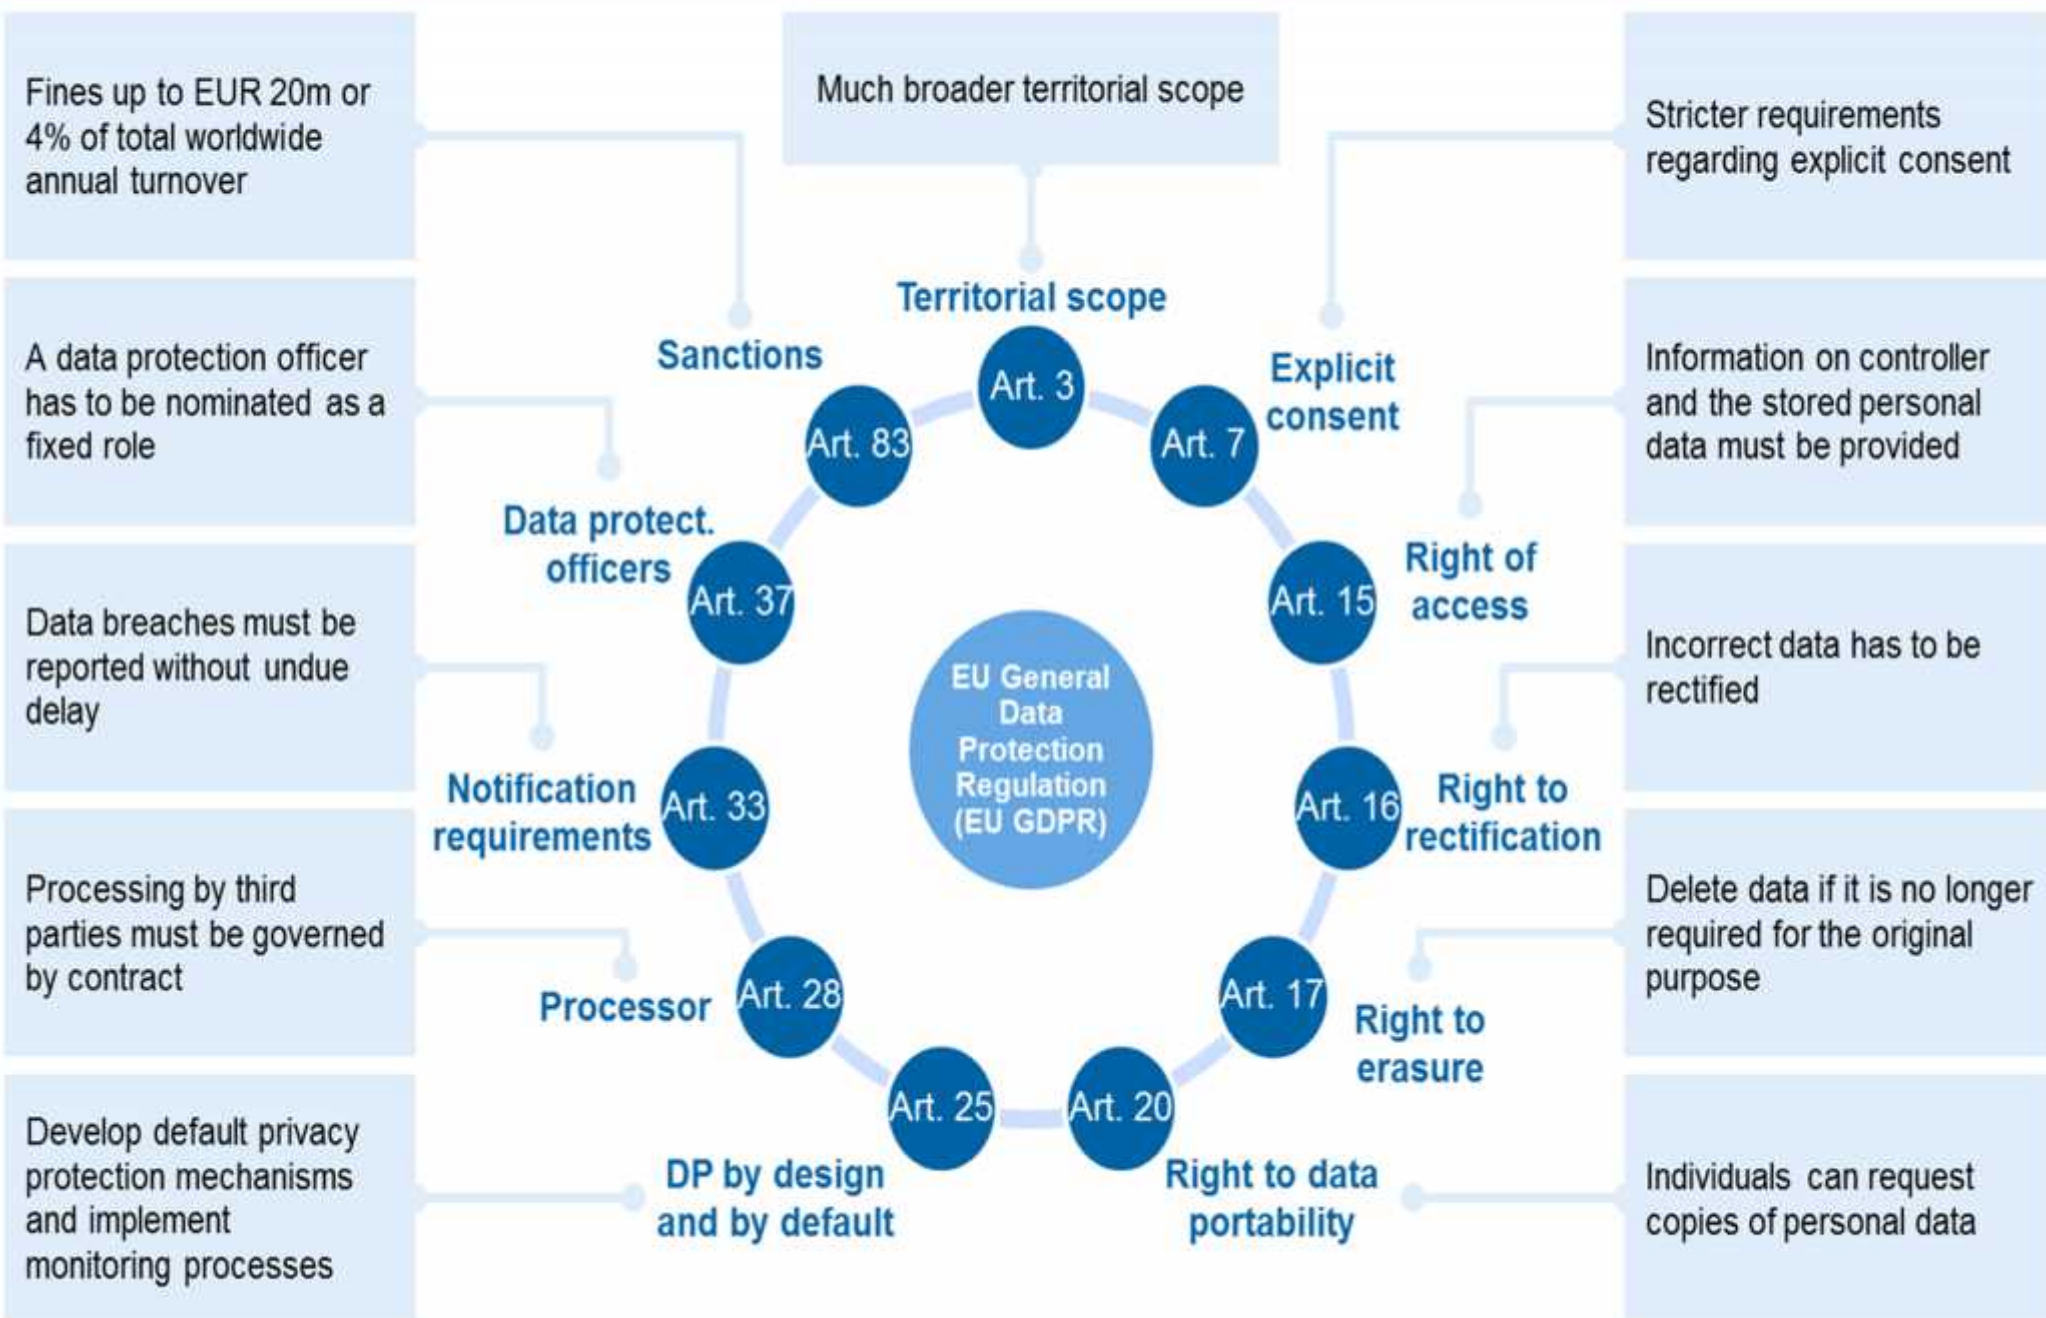 Fines up to EUR 20m or
4% of total worldwide
annual turnover
A data protection officer
has to be nominated as a
fixed role
Data breaches must be
reported without undue
delay
Processing by third
parties must be governed
by contract
Develop default privacy
protection mechanisms
and implement
monitoring processes
Much broader territorial scope
Territorial scope
Art. 3
Sanctions
Art. 83
Explicit
consent
Art. 7
Data protect.
officers
Art. 37
Right of
access
Art. 15
EU General
Data
Protection
Regulation
(EU GDPR)
Notification
requirements
Art. 33
Art. 16
Right to
rectification
Processor
Art. 28
Art. 17
Right to
erasure
Art. 25
DP by design
and by default
Art. 20
Right to data
portability
Stricter requirements
regarding explicit consent
Information on controller
and the stored personal
data must be provided
Incorrect data has to be
rectified
Delete data if it is no longer
required for the original
purpose
Individuals can request
copies of personal data